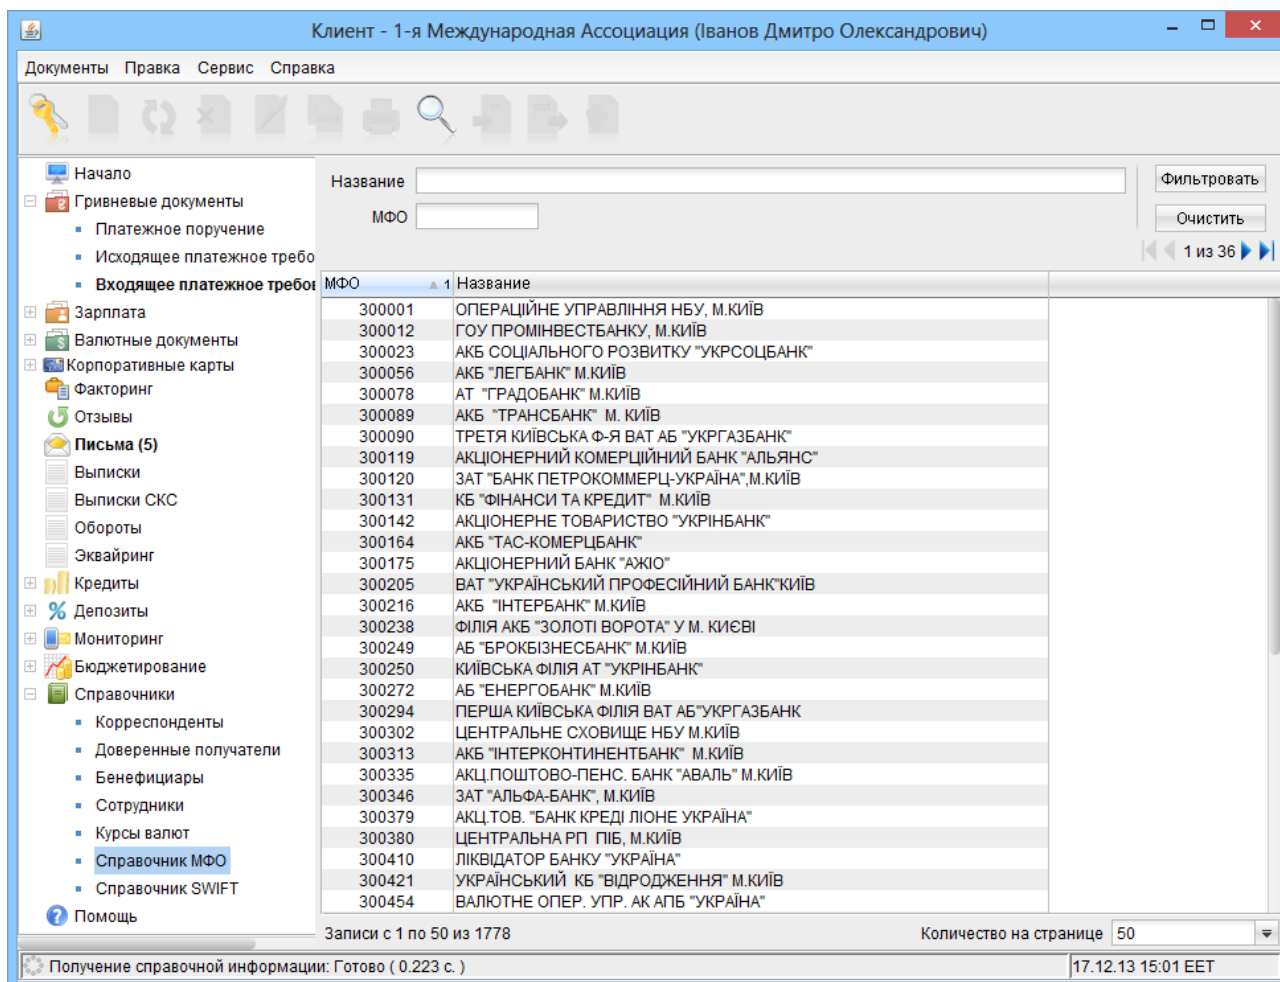 Клиент - 1-я Международная Ассоциация (Іванов Дмитро Олександрович)
Документы Правка Сервис Справка
Начало
Гривневые документы
Платежное поручение
Исходящее платежное требо
Входящее платежное требо
Зарплата
Валютные документы
Корпоративные карты
Факторинг
Отзывы
Письма (5)
Выписки
Выписки СКС
Обороты
Эквайринг
Кредиты
Депозиты
Мониторинг
Бюджетирование
Справочники
Корреспонденты
Доверенные получатели
Бенефициары
Сотрудники
Курсы валют
Справочник МФО
Справочник SWIFT
Помощь
Название
Фильтровать
МФО
Очистить
1 из 36
МФО 1 Название
300001 ОПЕРАЦІЙНЕ УПРАВЛІННЯ НБУ, М.КИЇВ
300012 ГОУ ПРОМІНВЕСТБАНКУ, М.КИЇВ
300023 АКБ СОЦІАЛЬНОГО РОЗВИТКУ "УКРСОЦБАНК"
300056 АКБ "ЛЕГБАНК" М.КИЇВ
300078 АТ "ГРАДОБАНК" М.КИЇВ
300089 АКБ "ТРАНСБАНК" М. КИЇВ
300090 ТРЕТЯ КИЇВСЬКА Ф-Я ВАТ АБ "УКРГАЗБАНК"
300119 АКЦІОНЕРНИЙ КОМЕРЦІЙНИЙ БАНК "АЛЬЯНС"
300120 ЗАТ "БАНК ПЕТРОКОММЕРЦ-УКРАЇНА",М.КИЇВ
300131 КБ "ФІНАНСИ ТА КРЕДИТ" М.КИЇВ
300142 АКЦІОНЕРНЕ ТОВАРИСТВО "УКРІНБАНК"
300164 АКБ "ТАС-КОМЕРЦБАНК"
300175 АКЦІОНЕРНИЙ БАНК "АЖІО"
300205 ВАТ "УКРАЇНСЬКИЙ ПРОФЕСІЙНИЙ БАНК"КИЇВ
300216 АКБ "ІНТЕРБАНК" М.КИЇВ
300238 ФІЛІЯ АКБ "ЗОЛОТІ ВОРОТА" У М. КИЄВІ
300249 АБ "БРОКБІЗНЕСБАНК" М.КИЇВ
300250 КИЇВСЬКА ФІЛІЯ АТ "УКРІНБАНК"
300272 АБ "ЕНЕРГОБАНК" М.КИЇВ
300294 ПЕРША КИЇВСЬКА ФІЛІЯ ВАТ АБ"УКРГАЗБАНК
300302 ЦЕНТРАЛЬНЕ СХОВИЩЕ НБУ М.КИЇВ
300313 АКБ "ІНТЕРКОНТИНЕНТБАНК" М.КИЇВ
300335 АКЦ.ПОШТОВО-ПЕНС. БАНК "АВАЛЬ" М.КИЇВ
300346 ЗАТ "АЛЬФА-БАНК", М.КИЇВ
300379 АКЦ.ТОВ. "БАНК КРЕДІ ЛІОНЕ УКРАЇНА"
300380 ЦЕНТРАЛЬНА РП ПІБ, М.КИЇВ
300410 ЛІКВІДАТОР БАНКУ "УКРАЇНА"
300421 УКРАЇНСЬКИЙ КБ "ВІДРОДЖЕННЯ" М.КИЇВ
300454 ВАЛЮТНЕ ОПЕР. УПР. АК АПБ "УКРАЇНА"
Записи с 1 по 50 из 1778
Количество на странице 50
Получение справочной информации: Готово ( 0.223 с. )
17.12.13 15:01 EET